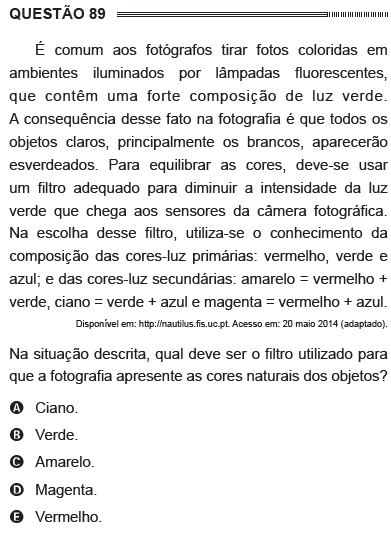 QUESTÃO 89
É comum aos fotógrafos tirar fotos coloridas em
ambientes iluminados por lâmpadas fluorescentes,
que contêm uma forte composição de luz verde.
A consequência desse fato na fotografia é que todos os
objetos claros, principalmente os brancos, aparecerão
esverdeados. Para equilibrar as cores, deve-se usar
um filtro adequado para diminuir a intensidade da luz
verde que chega aos sensores da câmera fotográfica.
Na escolha desse filtro, utiliza-se o conhecimento da
composição das cores-luz primárias: vermelho, verde e
azul; e das cores-luz secundárias: amarelo = vermelho +
verde, ciano = verde + azul e magenta = vermelho + azul.
Disponível em: http://nautilus.fis.uc.pt. Acesso em: 20 maio 2014 (adaptado).
Na situação descrita, qual deve ser o filtro utilizado para
que a fotografia apresente as cores naturais dos objetos?
A Ciano.
B Verde.
C Amarelo.
D Magenta.
E Vermelho.